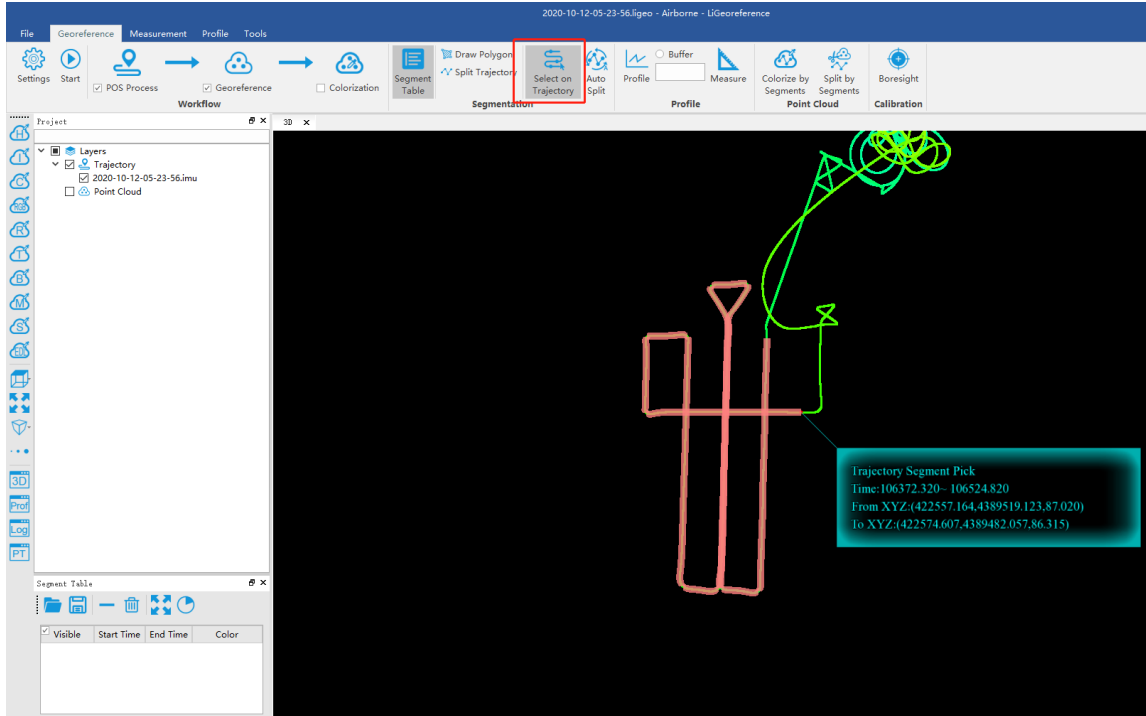 2020-10-12-05-23-56.ligeo - Airborne - LiGeoreference
File Georeference Measurement Profile Tools
Settings Start POS Process Georeference Colorization
Workflow
Segment Table
Draw Polygon
Split Trajectory
Select on Trajectory
Auto Split
Segmentation
Profile Buffer Measure
Profile
Colorize by Segments
Split by Segments
Point Cloud
Boresight
Calibration
Project
3D
Layers
Trajectory
2020-10-12-05-23-56.imu
Point Cloud
H
I
C
RGB
R
T
B
M
S
EDL
3D
Prof
Log
PT
Trajectory Segment Pick
Time:106372.320~ 106524.820
From XYZ:(422557.164,4389519.123,87.020)
To XYZ:(422574.607,4389482.057,86.315)
Segment Table
Visible Start Time End Time Color